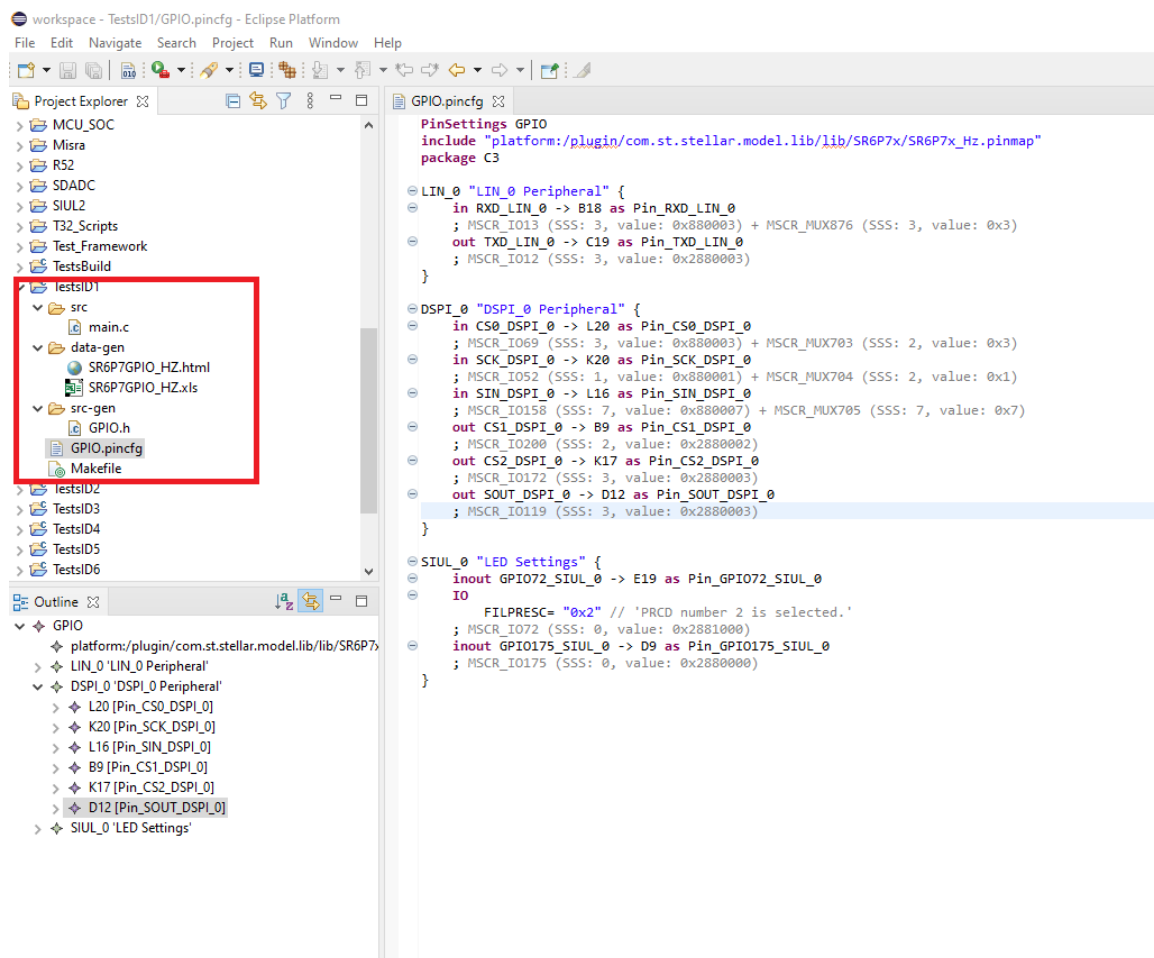 workspace - TestsID1/GPIO.pincfg - Eclipse Platform
File Edit Navigate Search Project Run Window Help
Project Explorer
MCU_SOC
Misra
R52
SDADC
SIUL2
T32_Scripts
Test_Framework
TestsBuild
TestsID1
src
main.c
data-gen
SR6P7GPIO_HZ.html
SR6P7GPIO_HZ.xls
src-gen
GPIO.h
GPIO.pincfg
Makefile
TestsID2
TestsID3
TestsID4
TestsID5
TestsID6
Outline
GPIO
platform:/plugin/com.st.stellar.model.lib/lib/SR6P7
LIN_0 'LIN_0 Peripheral'
DSPI_0 'DSPI_0 Peripheral'
L20 [Pin_CS0_DSPI_0]
K20 [Pin_SCK_DSPI_0]
L16 [Pin_SIN_DSPI_0]
B9 [Pin_CS1_DSPI_0]
K17 [Pin_CS2_DSPI_0]
D12 [Pin_SOUT_DSPI_0]
SIUL_0 'LED Settings'
GPIO.pincfg
PinSettings GPIO
include "platform:/plugin/com.st.stellar.model.lib/lib/SR6P7x/SR6P7x_Hz.pinmap"
package C3
LIN_0 "LIN_0 Peripheral" {
in RXD_LIN_0 -> B18 as Pin_RXD_LIN_0
; MSCR_IO13 (SSS: 3, value: 0x880003) + MSCR_MUX876 (SSS: 3, value: 0x3)
out TXD_LIN_0 -> C19 as Pin_TXD_LIN_0
; MSCR_IO12 (SSS: 3, value: 0x2880003)
}
DSPI_0 "DSPI_0 Peripheral" {
in CS0_DSPI_0 -> L20 as Pin_CS0_DSPI_0
; MSCR_IO69 (SSS: 3, value: 0x880003) + MSCR_MUX703 (SSS: 2, value: 0x3)
in SCK_DSPI_0 -> K20 as Pin_SCK_DSPI_0
; MSCR_IO52 (SSS: 1, value: 0x880001) + MSCR_MUX704 (SSS: 2, value: 0x1)
in SIN_DSPI_0 -> L16 as Pin_SIN_DSPI_0
; MSCR_IO158 (SSS: 7, value: 0x880007) + MSCR_MUX705 (SSS: 7, value: 0x7)
out CS1_DSPI_0 -> B9 as Pin_CS1_DSPI_0
; MSCR_IO200 (SSS: 2, value: 0x2880002)
out CS2_DSPI_0 -> K17 as Pin_CS2_DSPI_0
; MSCR_IO172 (SSS: 3, value: 0x2880003)
out SOUT_DSPI_0 -> D12 as Pin_SOUT_DSPI_0
; MSCR_IO119 (SSS: 3, value: 0x2880003)
}
SIUL_0 "LED Settings" {
inout GPIO72_SIUL_0 -> E19 as Pin_GPIO72_SIUL_0
IO
FILPRESC= "0x2" // 'PRCD number 2 is selected.'
; MSCR_IO72 (SSS: 0, value: 0x2881000)
inout GPIO175_SIUL_0 -> D9 as Pin_GPIO175_SIUL_0
; MSCR_IO175 (SSS: 0, value: 0x2880000)
}